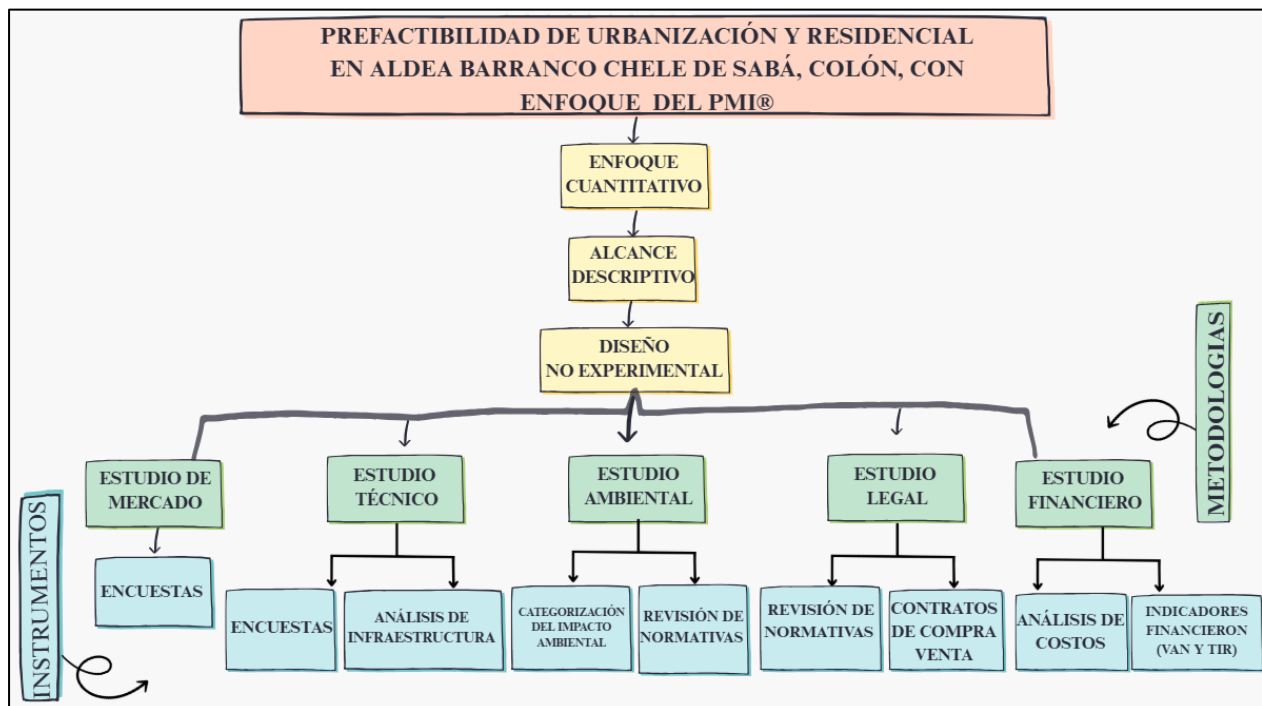 PREFACTIBILIDAD DE URBANIZACIÓN Y RESIDENCIAL
EN ALDEA BARRANCO CHELE DE SABÁ, COLÓN, CON
ENFOQUE DEL PMI®
ENFOQUE
CUANTITATIVO
ALCANCE
DESCRIPTIVO
DISEÑO
NO EXPERIMENTAL
METODOLOGIAS
ESTUDIO DE
MERCADO
ESTUDIO
TÉCNICO
ESTUDIO
AMBIENTAL
ESTUDIO
LEGAL
ESTUDIO
FINANCIERO
INSTRUMENTOS
ENCUESTAS
ENCUESTAS
ANÁLISIS DE
INFRAESTRUCTURA
CATEGORIZACIÓN
DEL IMPACTO
AMBIENTAL
REVISIÓN DE
NORMATIVAS
REVISIÓN DE
NORMATIVAS
CONTRATOS
DE COMPRA
VENTA
ANÁLISIS DE
COSTOS
INDICADORES
FINANCIERON
(VAN Y TIR)